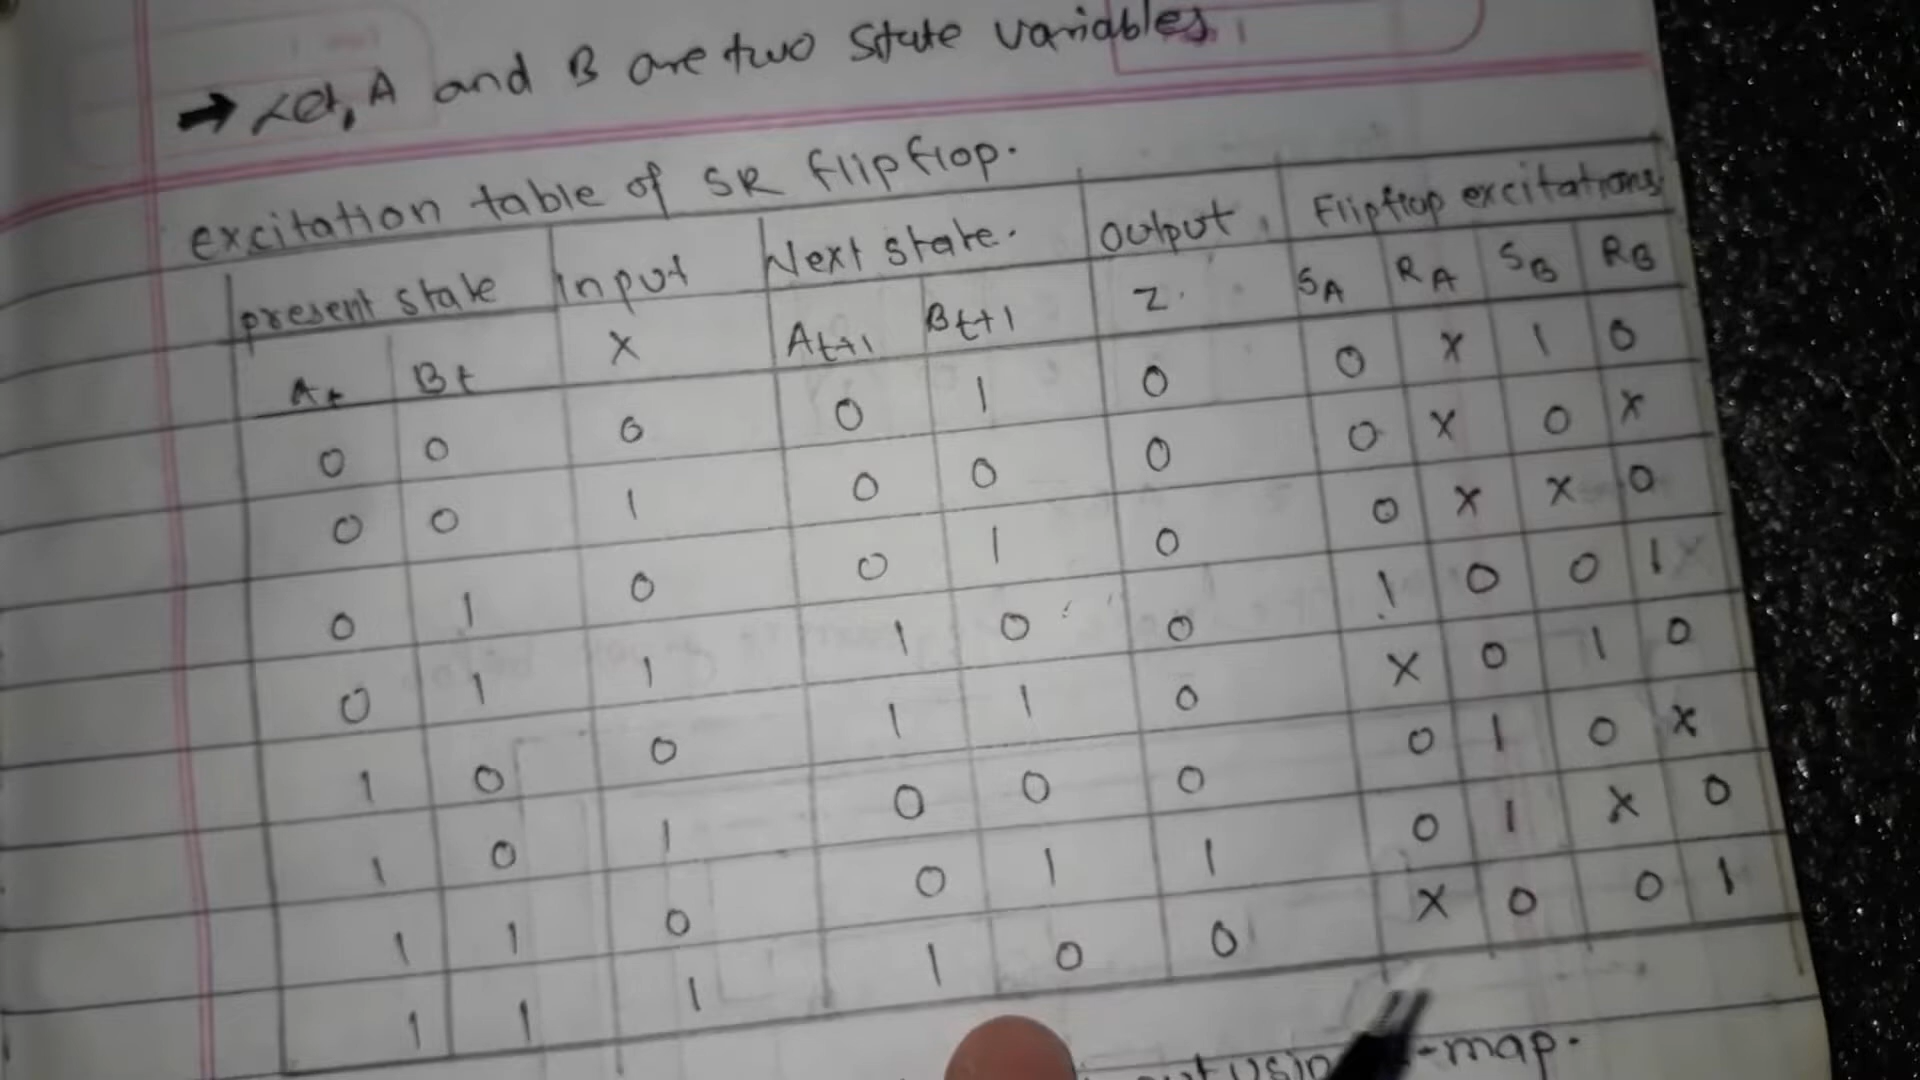 → Let, A and B are two state variables.
excitation table of SR flipflop.
present state Input Next state. Output Flipflop excitations
At Bt X At+1 Bt+1 Z SA RA SB RB
0 0 0 0 1 0 0 x 1 0
0 0 1 0 0 0 0 x 0 x
0 1 0 0 1 0 0 x x 0
0 1 1 1 0 0 1 0 0 1
1 0 0 1 1 0 x 0 1 0
1 0 1 0 0 0 0 1 0 x
1 1 0 0 1 1 0 1 x 0
1 1 1 1 0 0 x 0 0 1
-map.